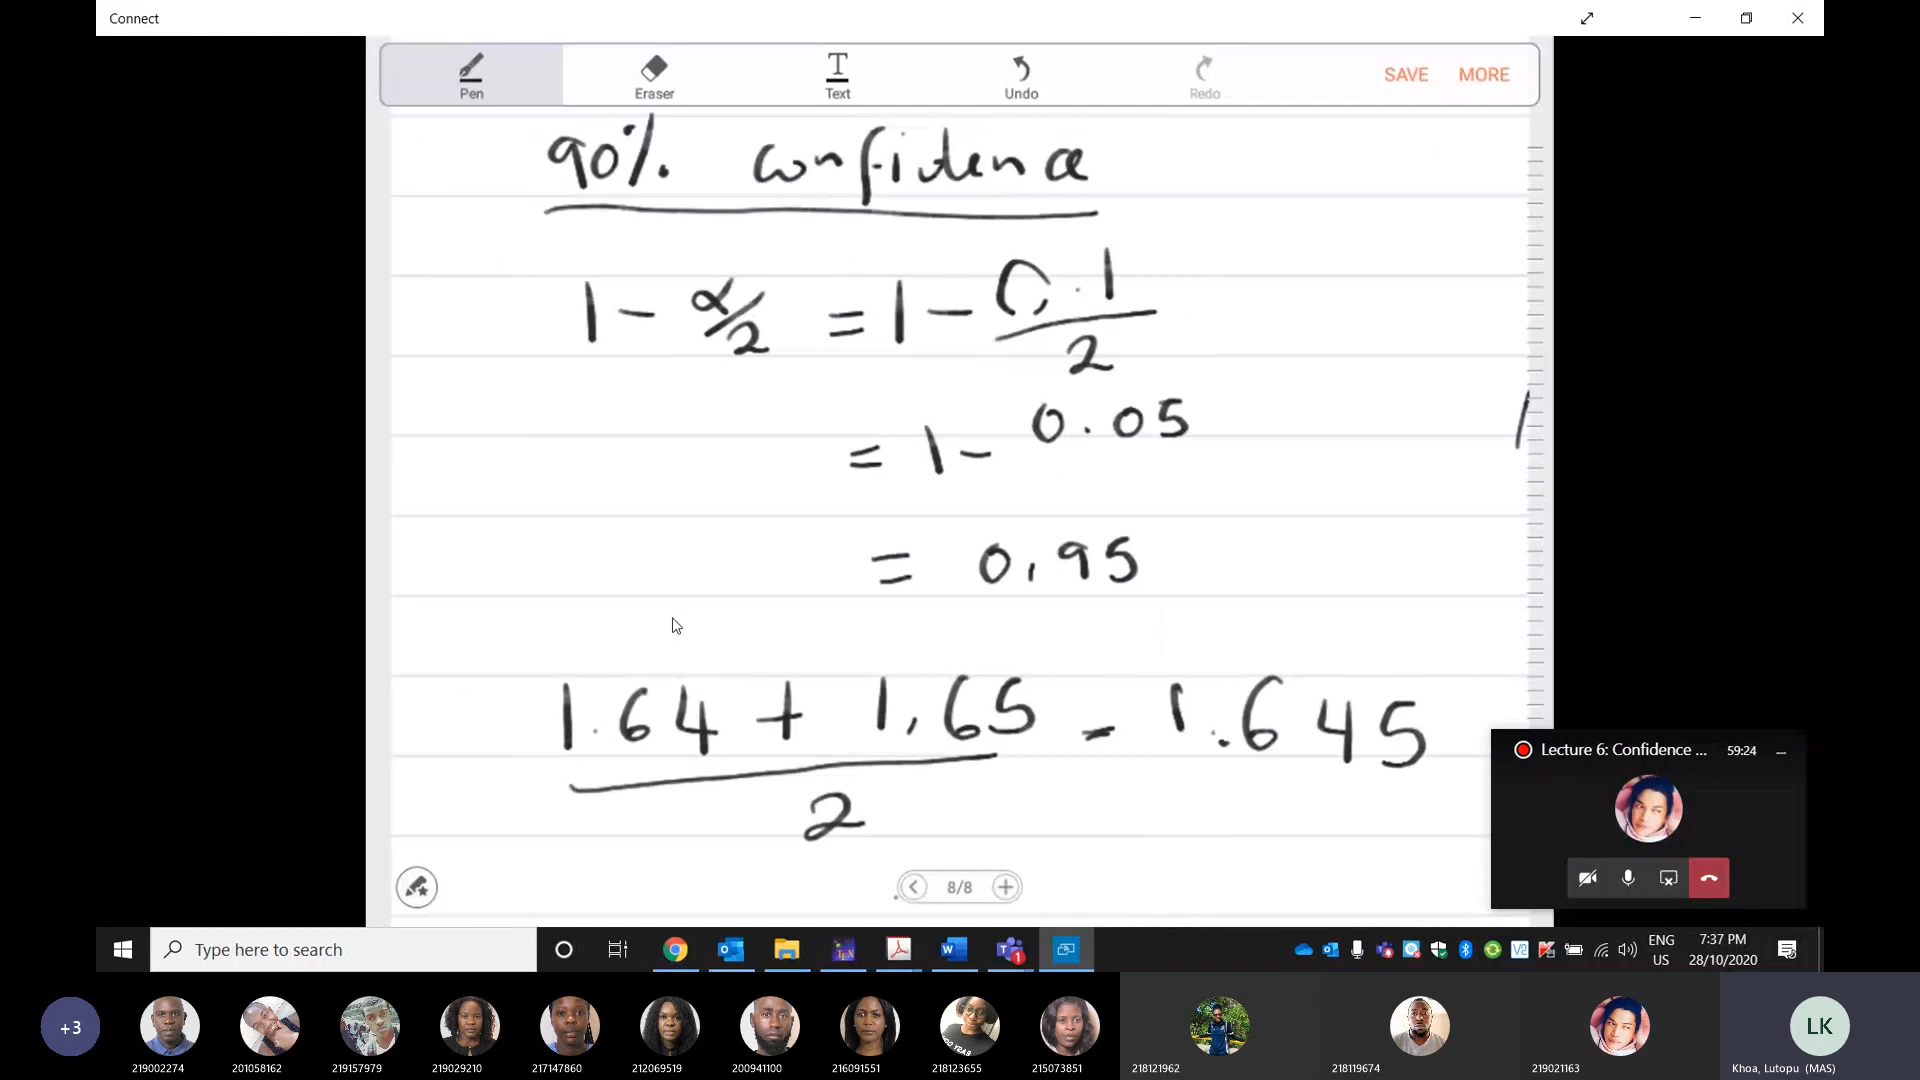 Connect
Pen Eraser Text Undo Redo SAVE MORE
90% confidence
1 - α/2 = 1 - 0.1/2
= 1 - 0.05
= 0.95
1.64 + 1.65 - 1.645
2
8/8
Lecture 6: Confidence ... 59:24
Type here to search
ENG
US
7:37 PM
28/10/2020
+3
LK
219002274 201058162 219157979 219029210 217147860 212069519 200941100 216091551 218123655 215073851 218121962 218119674 219021163 Khoa, Lutopu (MAS)